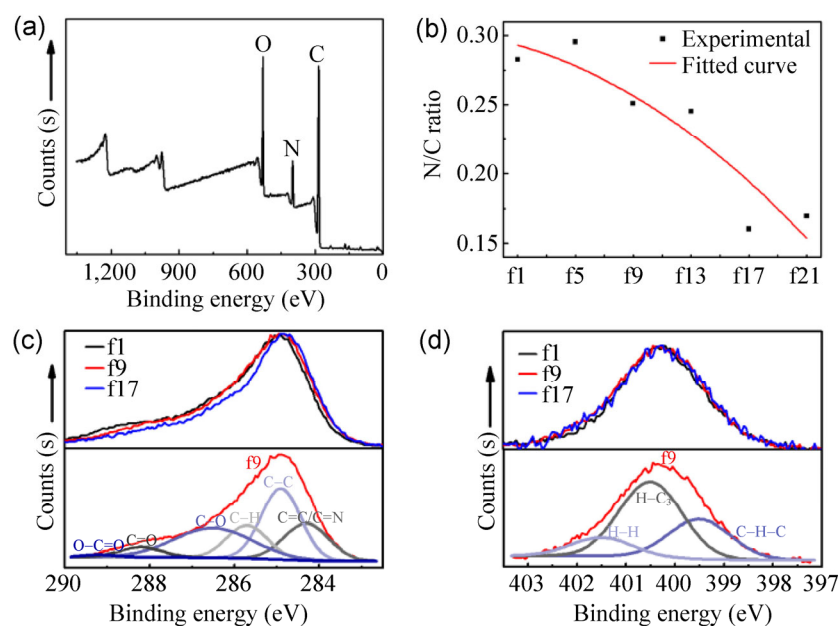 (a)
O
C
N
Counts (s)
1,200
900
600
300
0
Binding energy (eV)
(b)
0.30
0.25
0.20
0.15
N/C ratio
Experimental
Fitted curve
f1
f5
f9
f13
f17
f21
(c)
f1
f9
f17
Counts (s)
f9
C–C
C=C/C=N
C–H
C–O
C=O
O–C=O
290
288
286
284
Binding energy (eV)
(d)
f1
f9
f17
Counts (s)
f9
H–C3
H–H
C–H–C
403
402
401
400
399
398
397
Binding energy (eV)